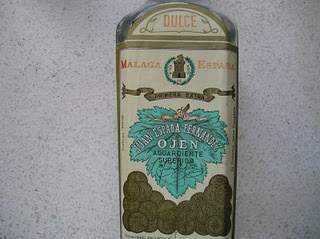 DULCE
MALAGA ESPAÑA
PRIMERA EXTRA
JUAN ESPADA FERNANDEZ
OJEN
AGUARDIENTE
SUPERIOR